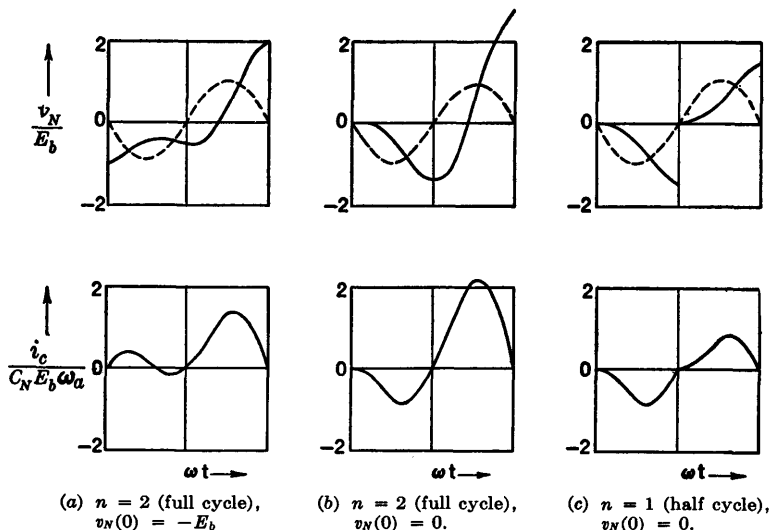 2
0
−2
2
0
−2
2
0
−2
v_N
E_b
2
0
−2
2
0
−2
2
0
−2
i_c
C_N E_b ω_a
ωt
ωt
ωt
(a) n = 2 (full cycle),
v_N(0) = −E_b
(b) n = 2 (full cycle),
v_N(0) = 0.
(c) n = 1 (half cycle),
v_N(0) = 0.